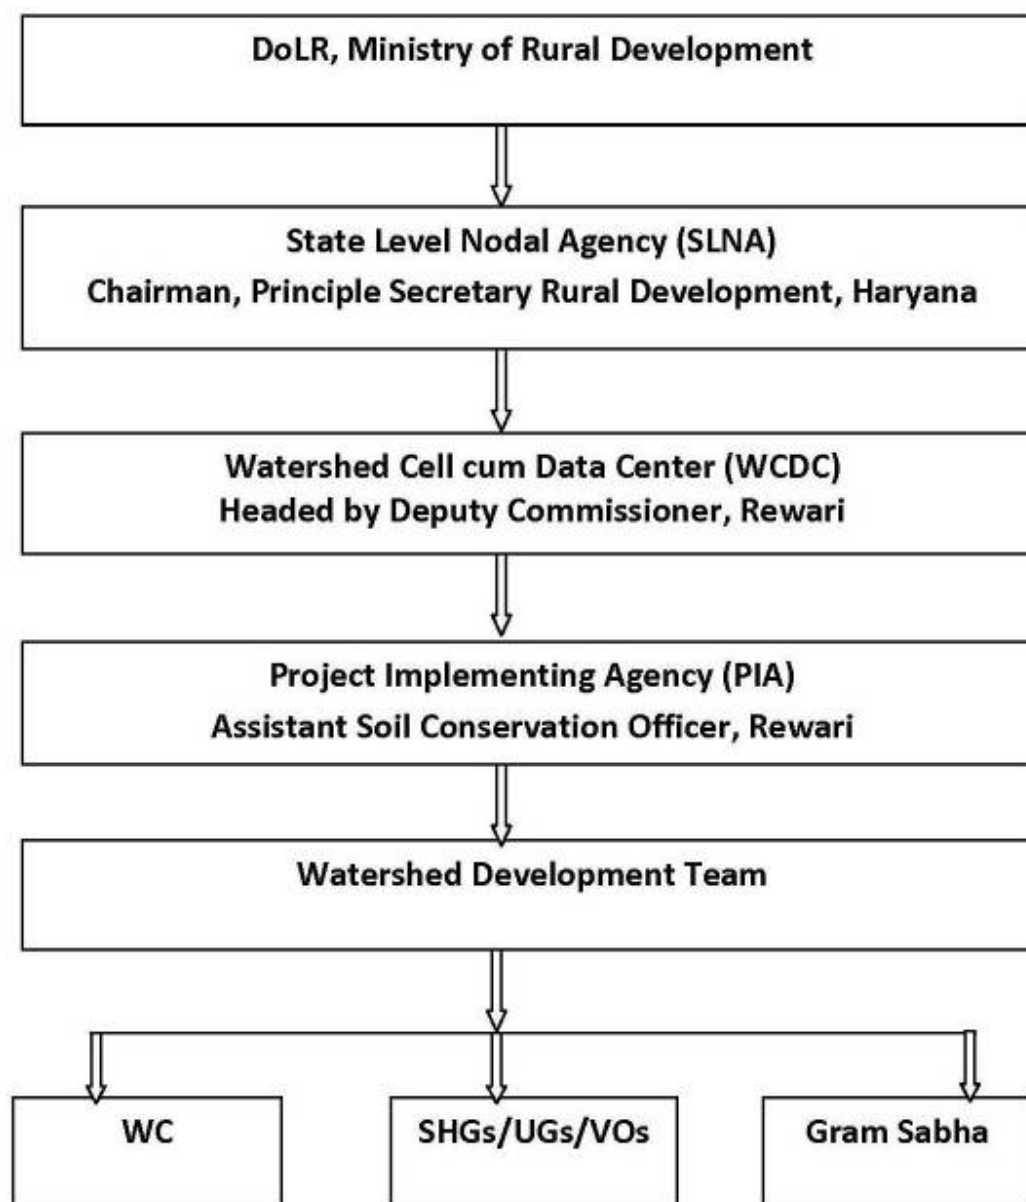 DoLR, Ministry of Rural Development
State Level Nodal Agency (SLNA)
Chairman, Principle Secretary Rural Development, Haryana
Watershed Cell cum Data Center (WCDC)
Headed by Deputy Commissioner, Rewari
Project Implementing Agency (PIA)
Assistant Soil Conservation Officer, Rewari
Watershed Development Team
WC
SHGs/UGs/VOs
Gram Sabha